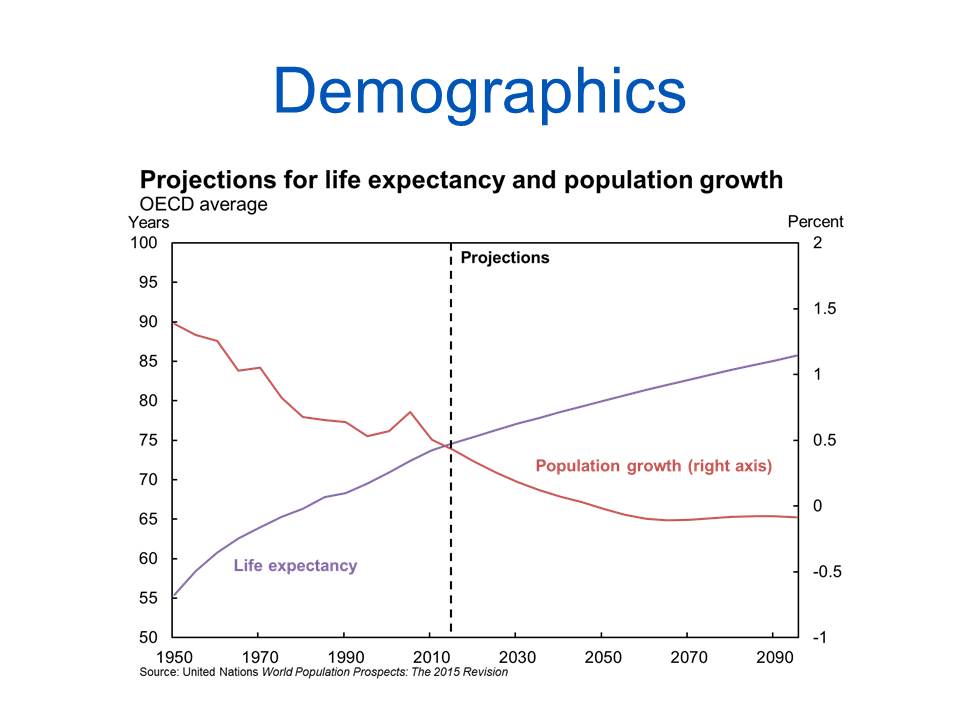 Demographics
Projections for life expectancy and population growth
OECD average
Years
Percent
100
2
Projections
95
1.5
90
85
1
80
75
0.5
Population growth (right axis)
70
0
65
60
Life expectancy
-0.5
55
50
-1
1950 1970 1990 2010 2030 2050 2070 2090
Source: United Nations World Population Prospects: The 2015 Revision